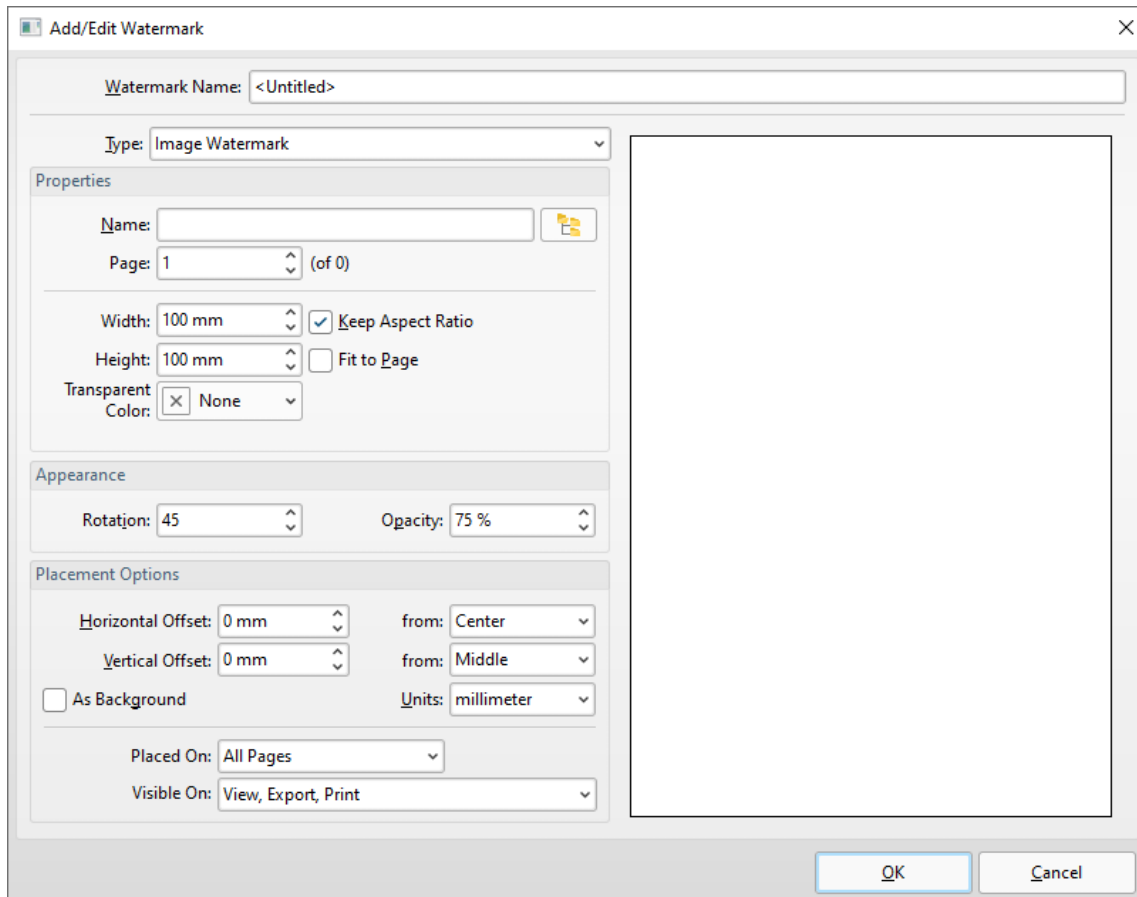 Add/Edit Watermark
Watermark Name: <Untitled>
Type: Image Watermark
Properties
Name:
Page: 1 (of 0)
Width: 100 mm Keep Aspect Ratio
Height: 100 mm Fit to Page
Transparent
Color: None
Appearance
Rotation: 45 Opacity: 75 %
Placement Options
Horizontal Offset: 0 mm from: Center
Vertical Offset: 0 mm from: Middle
As Background Units: millimeter
Placed On: All Pages
Visible On: View, Export, Print
OK Cancel